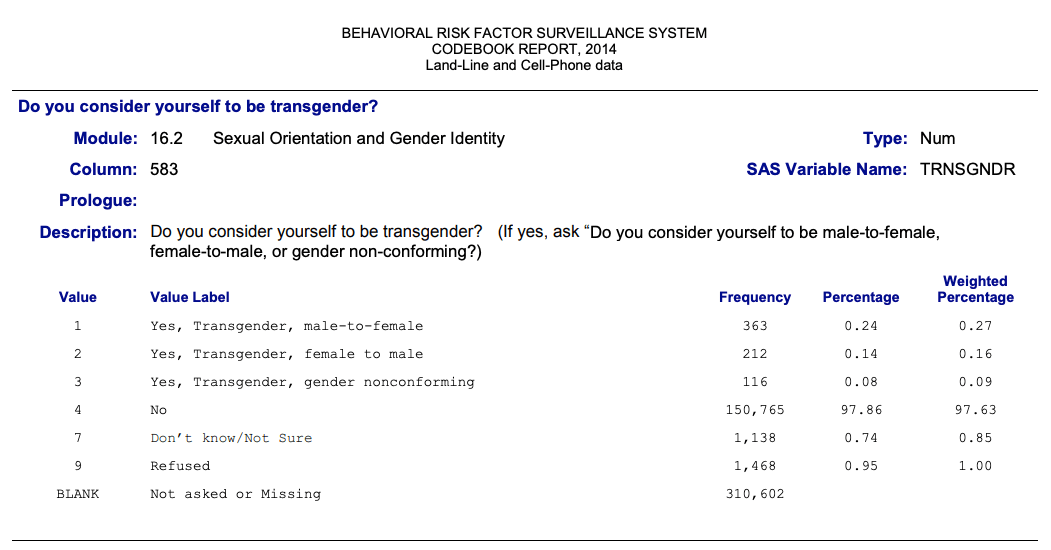 BEHAVIORAL RISK FACTOR SURVEILLANCE SYSTEM
CODEBOOK REPORT, 2014
Land-Line and Cell-Phone data
Do you consider yourself to be transgender?
Module: 16.2 Sexual Orientation and Gender Identity Type: Num
Column: 583 SAS Variable Name: TRNSGNDR
Prologue:
Description: Do you consider yourself to be transgender? (If yes, ask “Do you consider yourself to be male-to-female,
female-to-male, or gender non-conforming?)
Value Value Label Frequency Percentage Weighted Percentage
1 Yes, Transgender, male-to-female 363 0.24 0.27
2 Yes, Transgender, female to male 212 0.14 0.16
3 Yes, Transgender, gender nonconforming 116 0.08 0.09
4 No 150,765 97.86 97.63
7 Don’t know/Not Sure 1,138 0.74 0.85
9 Refused 1,468 0.95 1.00
BLANK Not asked or Missing 310,602